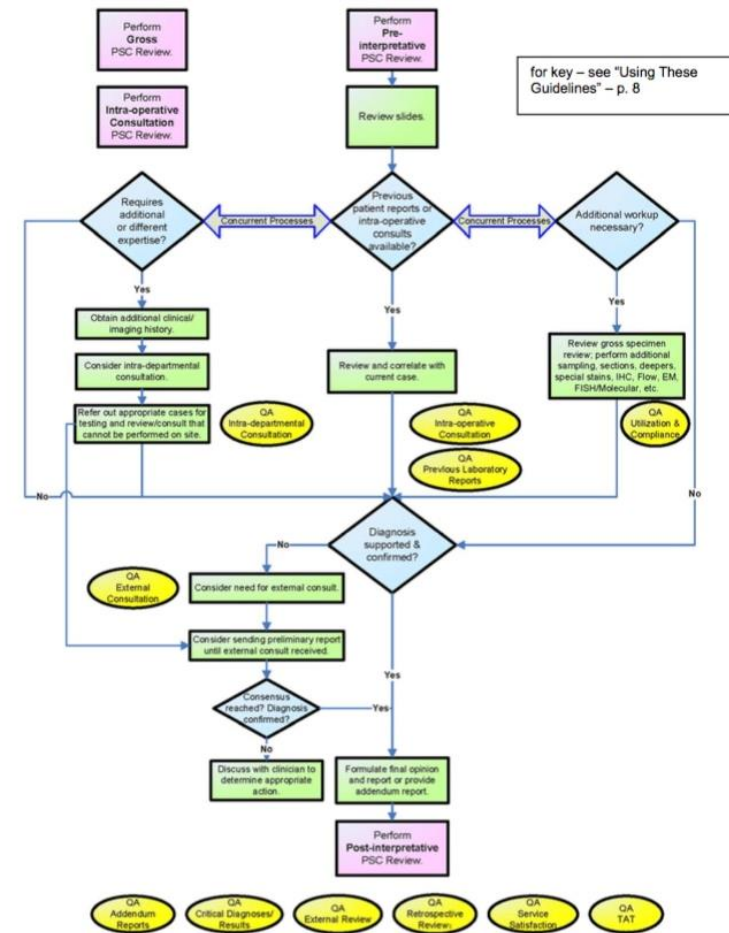 Perform
Gross
PSC Review.
Perform
Pre-
interpretative
PSC Review.
for key – see “Using These
Guidelines” – p. 8
Perform
Intra-operative
Consultation
PSC Review.
Review slides.
Requires
additional
or different
expertise?
Concurrent Processes
Previous
patient reports or
intra-operative
consults
available?
Concurrent Processes
Additional workup
necessary?
Yes
Yes
Yes
Obtain additional clinical/
imaging history.
Consider intra-departmental
consultation.
Refer out appropriate cases for
testing and review/consult that
cannot be performed on site.
QA
Intra-departmental
Consultation
Review and correlate with
current case.
QA
Intra-operative
Consultation
QA
Previous Laboratory
Reports
Review gross specimen
review; perform additional
sampling, sections, deepers,
special stains, IHC, Flow, EM,
FISH/Molecular, etc.
QA
Utilization &
Compliance
No
No
Diagnosis
supported &
confirmed?
No
QA
External
Consultation
Consider need for external consult.
Consider sending preliminary report
until external consult received.
Yes
Consensus
reached? Diagnosis
confirmed?
Yes
No
Discuss with clinician to
determine appropriate
action.
Formulate final opinion
and report or provide
addendum report.
Perform
Post-interpretative
PSC Review.
QA
Addendum
Reports
QA
Critical Diagnoses/
Results
QA
External Review
QA
Retrospective
Reviews
QA
Service
Satisfaction
QA
TAT